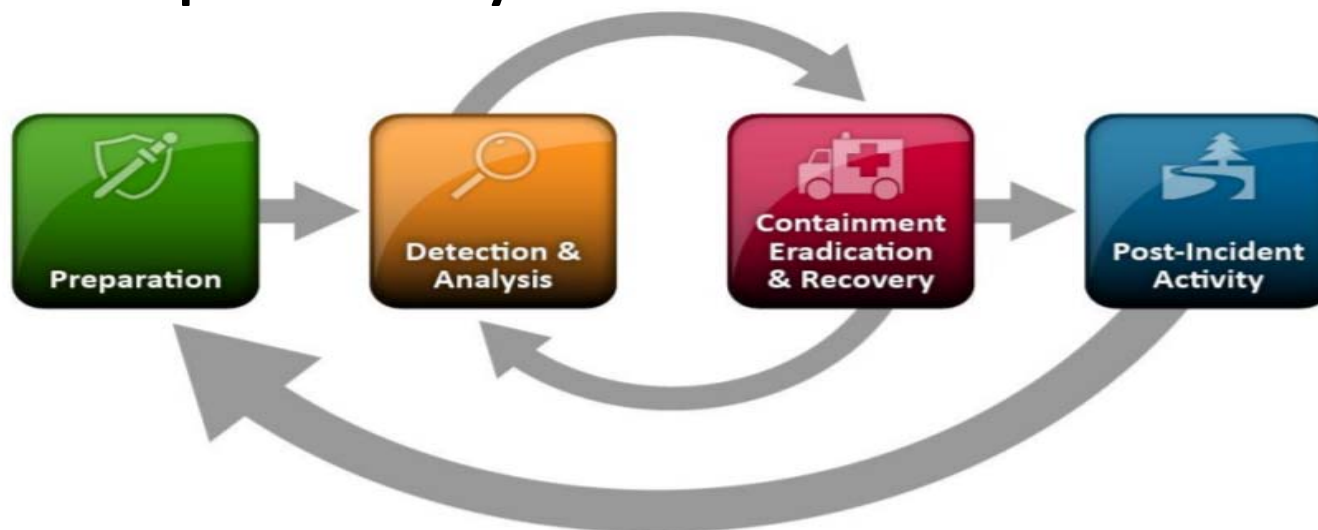 Preparation
Detection &
Analysis
Containment
Eradication
& Recovery
Post-Incident
Activity